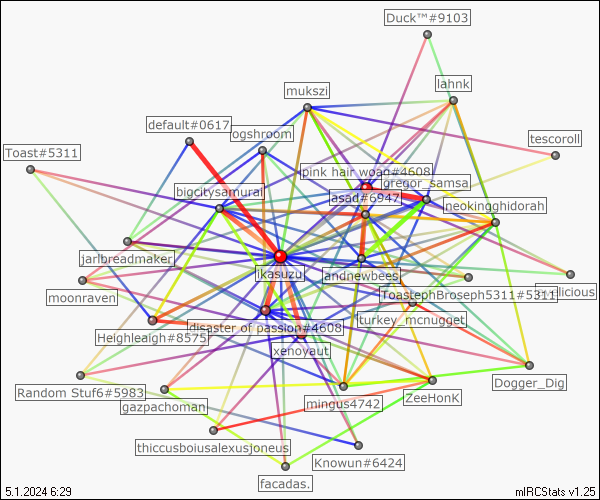 Duck™#9103
lahnk
mukszi
default#0617
ogshroom
tescoroll
Toast#5311
pink hair woag#4608
gregor_samsa
bigcitysamurai
asad#6947
neokingghidorah
jarlbreadmaker
ikasuzu
andnewbees
moonraven
ToastephBroseph5311#5311
licious
disaster of passion#4608
turkey_mcnugget
Heighleaigh#8575
xenoyaut
Dogger_Dig
Random Stuf6#5983
ZeeHonK
gazpachoman
mingus4742
thiccusboiusalexusjoneus
Knowun#6424
facadas.
5.1.2024 6:29
mIRCStats v1.25